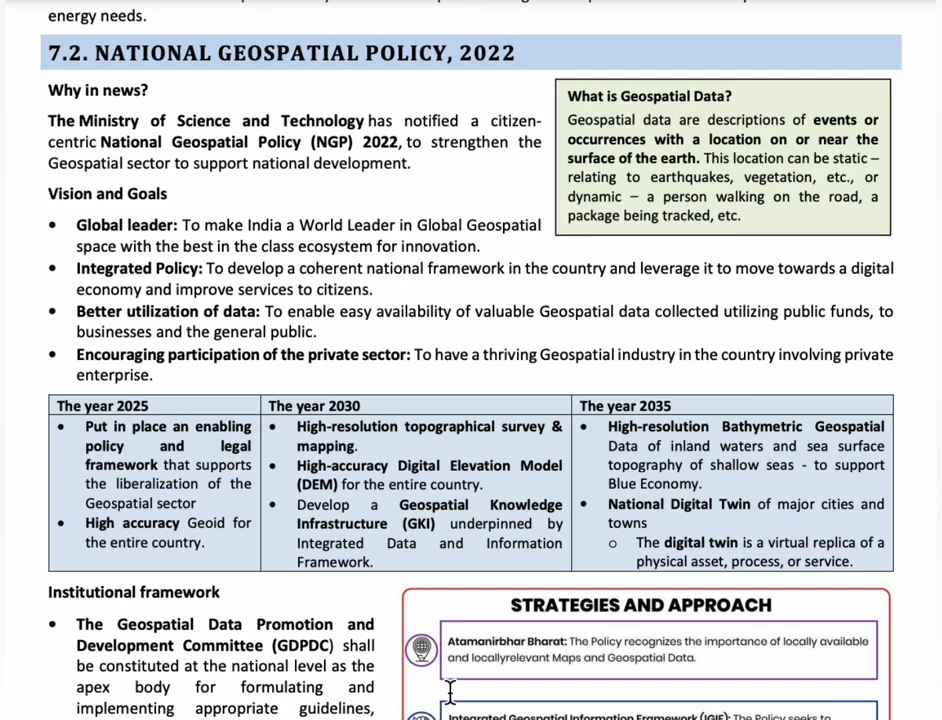 energy needs.
7.2. NATIONAL GEOSPATIAL POLICY, 2022
Why in news?
The Ministry of Science and Technology has notified a citizen-
centric National Geospatial Policy (NGP) 2022, to strengthen the
Geospatial sector to support national development.
What is Geospatial Data?
Geospatial data are descriptions of events or
occurrences with a location on or near the
surface of the earth. This location can be static –
relating to earthquakes, vegetation, etc., or
dynamic – a person walking on the road, a
package being tracked, etc.
Vision and Goals
• Global leader: To make India a World Leader in Global Geospatial
space with the best in the class ecosystem for innovation.
• Integrated Policy: To develop a coherent national framework in the country and leverage it to move towards a digital
economy and improve services to citizens.
• Better utilization of data: To enable easy availability of valuable Geospatial data collected utilizing public funds, to
businesses and the general public.
• Encouraging participation of the private sector: To have a thriving Geospatial industry in the country involving private
enterprise.
The year 2025
• Put in place an enabling
policy and legal
framework that supports
the liberalization of the
Geospatial sector
• High accuracy Geoid for
the entire country.
The year 2030
• High-resolution topographical survey &
mapping.
• High-accuracy Digital Elevation Model
(DEM) for the entire country.
• Develop a Geospatial Knowledge
Infrastructure (GKI) underpinned by
Integrated Data and Information
Framework.
The year 2035
• High-resolution Bathymetric Geospatial
Data of inland waters and sea surface
topography of shallow seas - to support
Blue Economy.
• National Digital Twin of major cities and
towns
o The digital twin is a virtual replica of a
physical asset, process, or service.
Institutional framework
• The Geospatial Data Promotion and
Development Committee (GDPDC) shall
be constituted at the national level as the
apex body for formulating and
implementing appropriate guidelines,
STRATEGIES AND APPROACH
Atamanirbhar Bharat: The Policy recognizes the importance of locally available
and locallyrelevant Maps and Geospatial Data.
Integrated Geospatial Information Framework (IGIF): The Policy seeks to